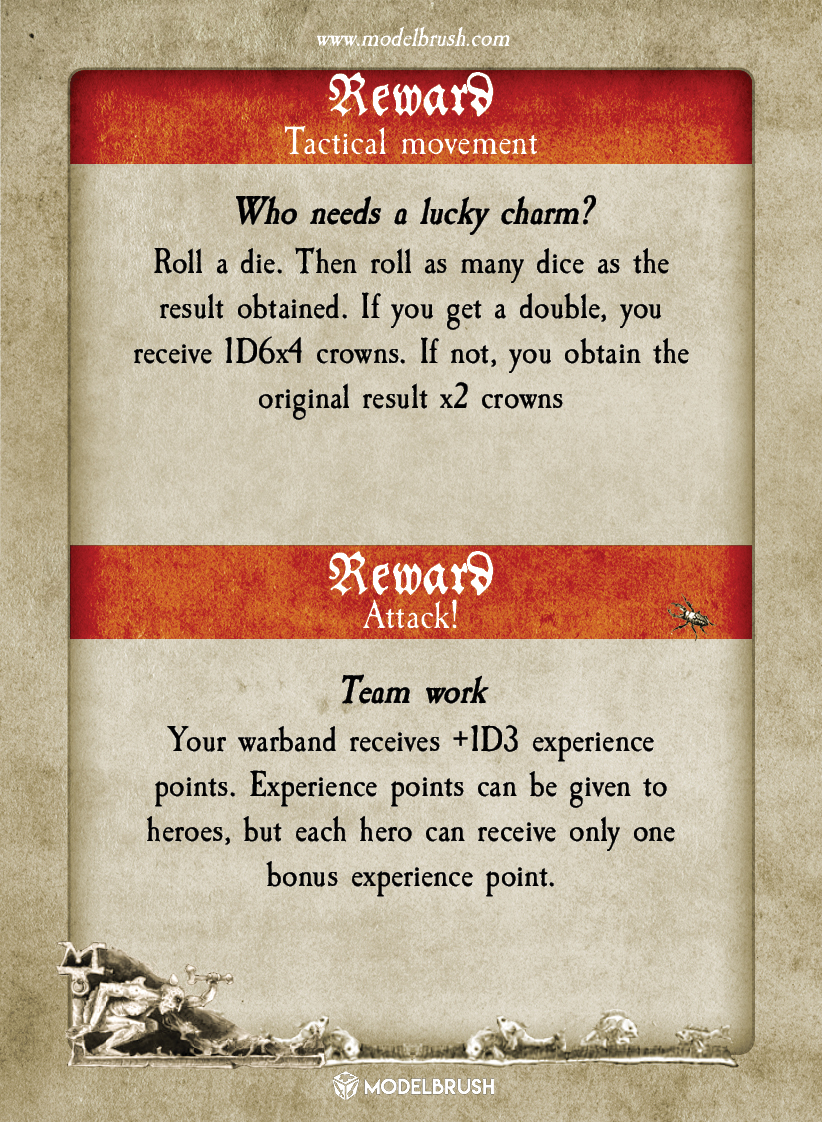 www.modelbrush.com
Reward
Tactical movement
Who needs a lucky charm?
Roll a die. Then roll as many dice as the
result obtained. If you get a double, you
receive 1D6x4 crowns. If not, you obtain the
original result x2 crowns
Reward
Attack!
Team work
Your warband receives +1D3 experience
points. Experience points can be given to
heroes, but each hero can receive only one
bonus experience point.
MODELBRUSH